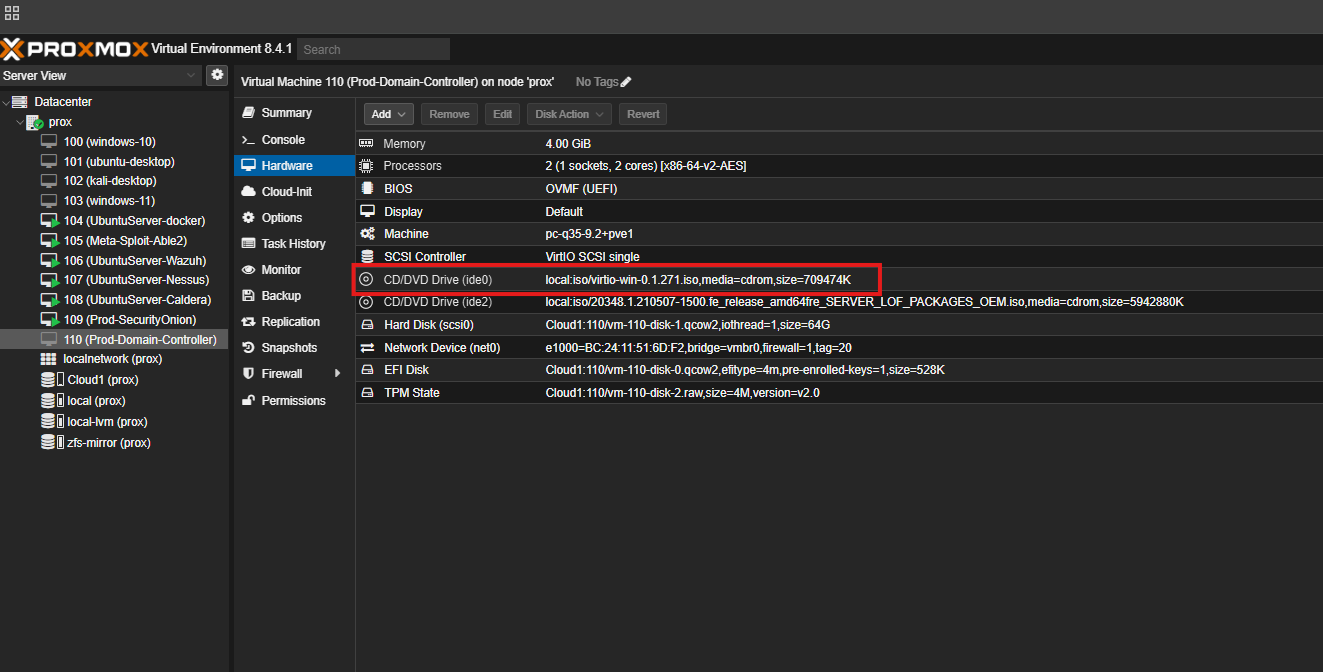 PROXMOX Virtual Environment 8.4.1 Search
Server View
Datacenter
prox
100 (windows-10)
101 (ubuntu-desktop)
102 (kali-desktop)
103 (windows-11)
104 (UbuntuServer-docker)
105 (Meta-Sploit-Able2)
106 (UbuntuServer-Wazuh)
107 (UbuntuServer-Nessus)
108 (UbuntuServer-Caldera)
109 (Prod-SecurityOnion)
110 (Prod-Domain-Controller)
localnetwork (prox)
Cloud1 (prox)
local (prox)
local-lvm (prox)
zfs-mirror (prox)
Virtual Machine 110 (Prod-Domain-Controller) on node 'prox' No Tags
Summary
Console
Hardware
Cloud-Init
Options
Task History
Monitor
Backup
Replication
Snapshots
Firewall
Permissions
Add Remove Edit Disk Action Revert
Memory 4.00 GiB
Processors 2 (1 sockets, 2 cores) [x86-64-v2-AES]
BIOS OVMF (UEFI)
Display Default
Machine pc-q35-9.2+pve1
SCSI Controller VirtIO SCSI single
CD/DVD Drive (ide0) local:iso/virtio-win-0.1.271.iso,media=cdrom,size=709474K
CD/DVD Drive (ide2) local:iso/20348.1.210507-1500.fe_release_amd64fre_SERVER_LOF_PACKAGES_OEM.iso,media=cdrom,size=5942880K
Hard Disk (scsi0) Cloud1:110/vm-110-disk-1.qcow2,iothread=1,size=64G
Network Device (net0) e1000=BC:24:11:51:6D:F2,bridge=vmbr0,firewall=1,tag=20
EFI Disk Cloud1:110/vm-110-disk-0.qcow2,efitype=4m,pre-enrolled-keys=1,size=528K
TPM State Cloud1:110/vm-110-disk-2.raw,size=4M,version=v2.0